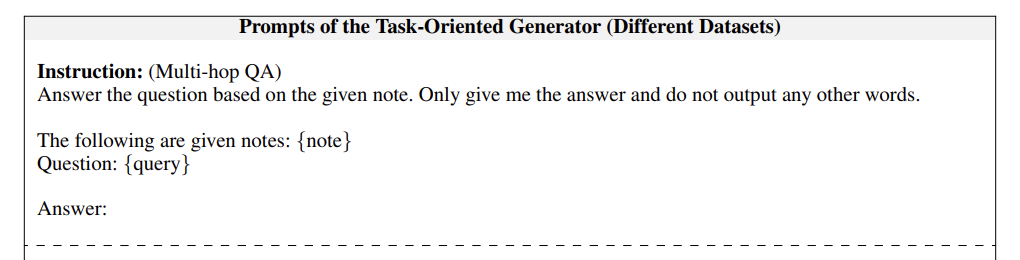 Prompts of the Task-Oriented Generator (Different Datasets)
Instruction: (Multi-hop QA)
Answer the question based on the given note. Only give me the answer and do not output any other words.
The following are given notes: {note}
Question: {query}
Answer: